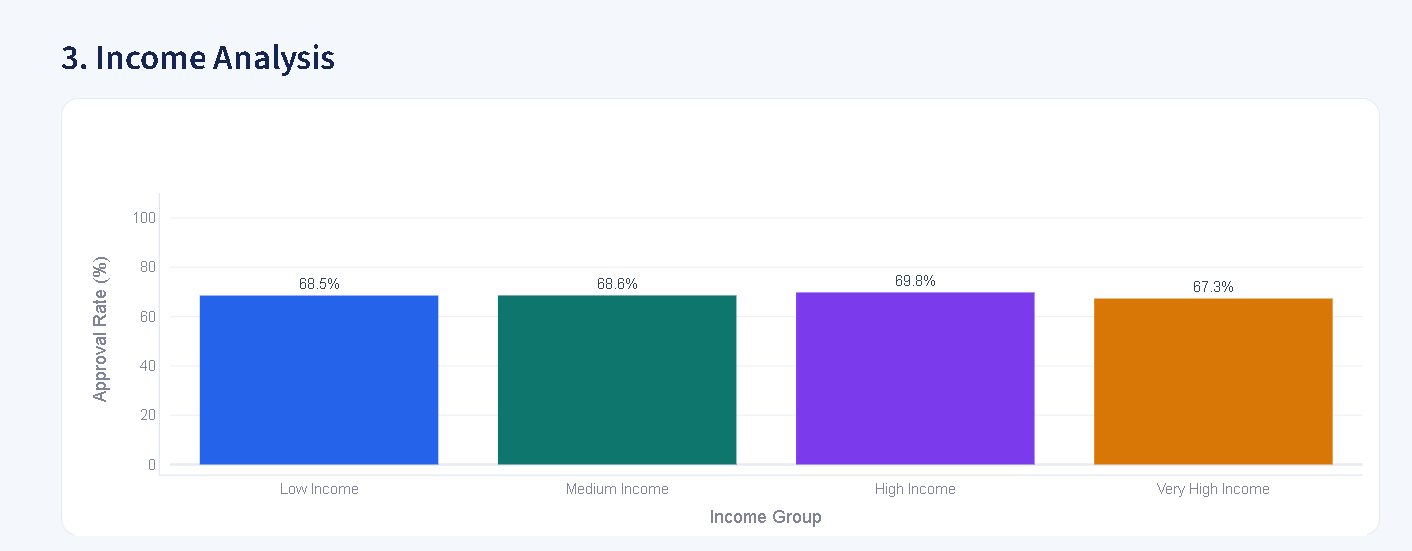 3. Income Analysis
Approval Rate (%)
100
80
60
40
20
0
68.5%
68.6%
69.8%
67.3%
Low Income
Medium Income
High Income
Very High Income
Income Group